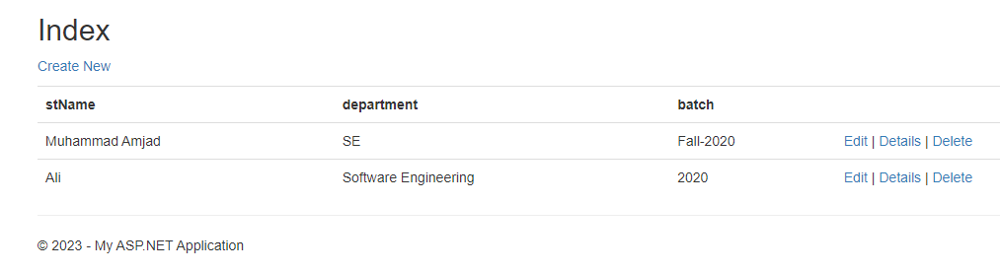 Index
Create New
stName department batch
Muhammad Amjad SE Fall-2020 Edit | Details | Delete
Ali Software Engineering 2020 Edit | Details | Delete
© 2023 - My ASP.NET Application